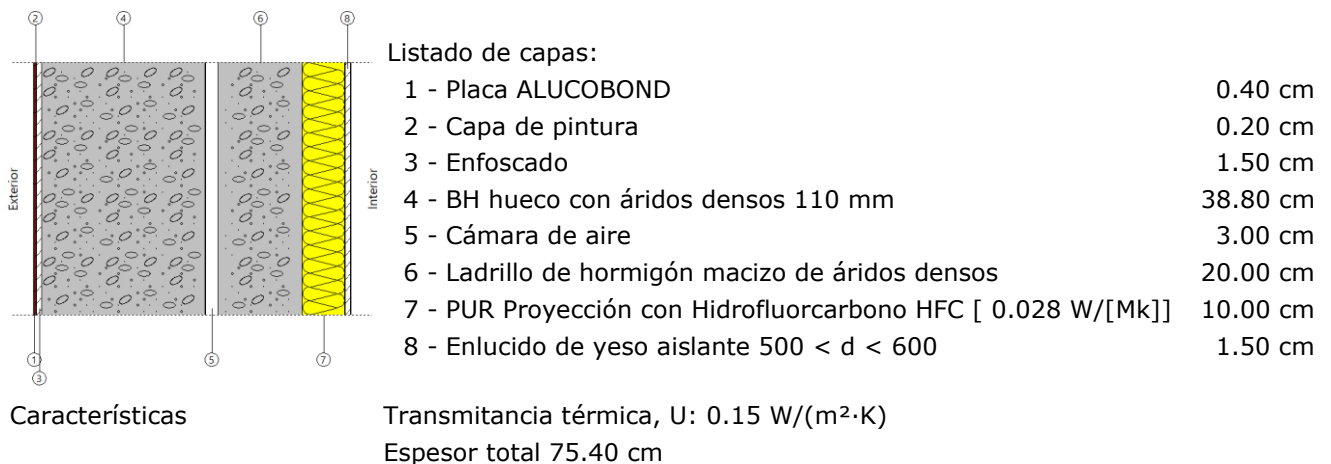 2 4 6 8
Exterior
Interior
1 3 5 7
Listado de capas:
1 - Placa ALUCOBOND 0.40 cm
2 - Capa de pintura 0.20 cm
3 - Enfoscado 1.50 cm
4 - BH hueco con áridos densos 110 mm 38.80 cm
5 - Cámara de aire 3.00 cm
6 - Ladrillo de hormigón macizo de áridos densos 20.00 cm
7 - PUR Proyección con Hidrofluorcarbono HFC [ 0.028 W/[Mk]] 10.00 cm
8 - Enlucido de yeso aislante 500 < d < 600 1.50 cm
Características Transmitancia térmica, U: 0.15 W/(m²·K)
Espesor total 75.40 cm